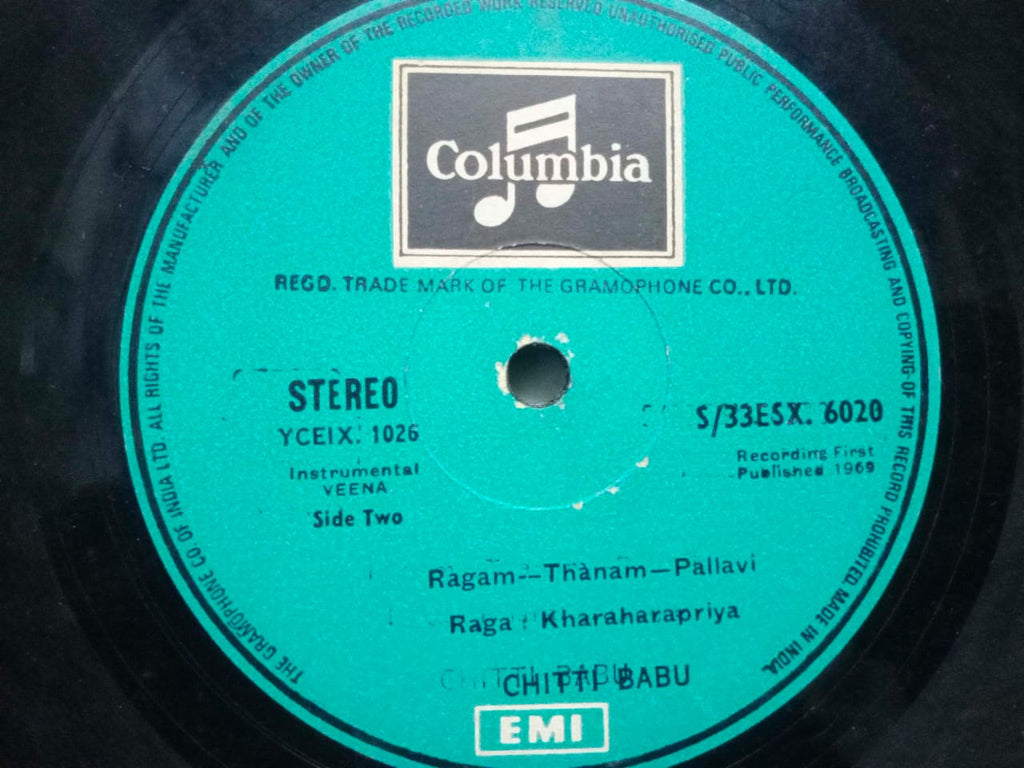 THE GRAMOPHONE CO OF INDIA LTD. ALL RIGHTS OF THE MANUFACTURER AND OF THE OWNER OF THE RECORDED WORK RESERVED UNAUTHORISED PUBLIC PERFORMANCE BROADCASTING AND COPYING OF THIS RECORD PROHIBITED. MADE IN INDIA
Columbia
REGD. TRADE MARK OF THE GRAMOPHONE CO., LTD.
STEREO
YCEIX. 1026
Instrumental
VEENA
Side Two
S/33ESX. 6020
Recording First
Published 1969
Ragam--Thànam—Pallavi
Raga : Kharaharapriya
CHITTI BABU
CHITTI BABU
EMI